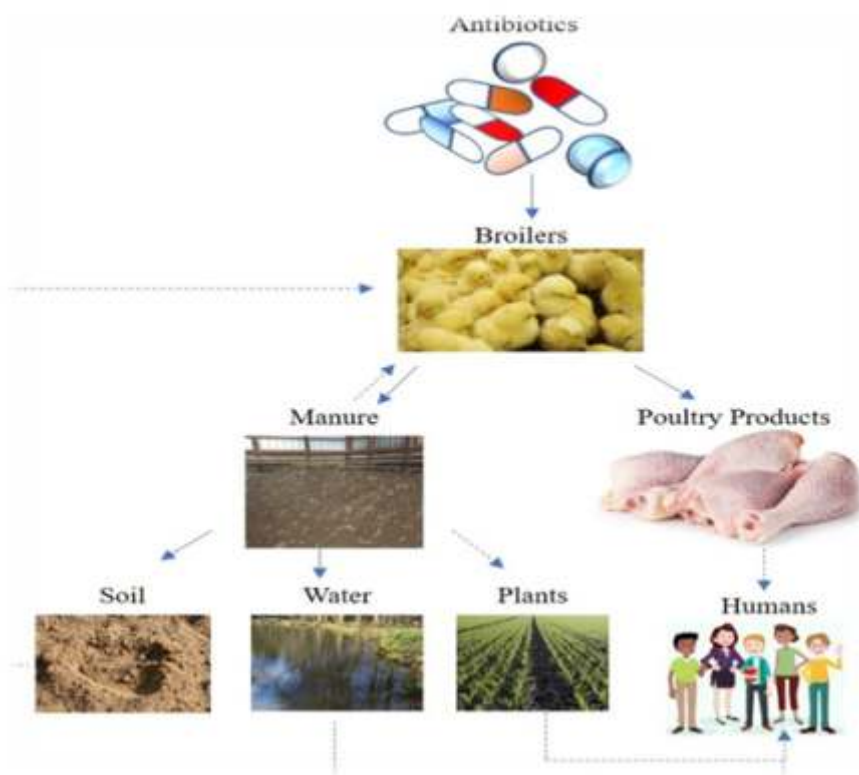 Antibiotics
Broilers
Manure
Poultry Products
Soil
Water
Plants
Humans